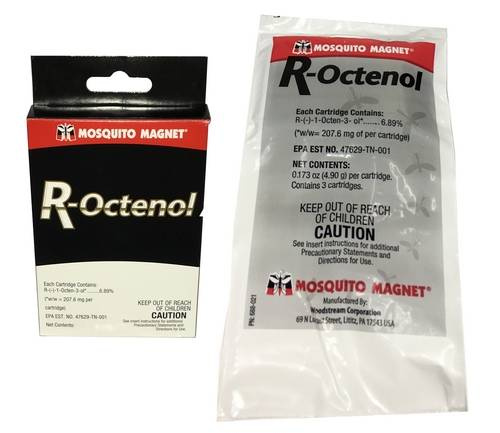 MOSQUITO MAGNET®
R-Octenol
Each Cartridge Contains:
R-(-)-1-Octen-3-ol*.........6.89%
(*w/w= 207.6 mg per
cartridge).
EPA EST. NO. 47629-TN-001
Net Contents:
KEEP OUT OF REACH
OF CHILDREN
CAUTION
See insert instructions for additional
Precautionary Statements and
Directions for Use.
MOSQUITO MAGNET®
R-Octenol
Each Cartridge Contains:
R-(-)-1-Octen-3- ol*....... 6.89%
(*w/w= 207.6 mg of per cartridge)
EPA EST NO. 47629-TN-001
NET CONTENTS:
0.173 oz (4.90 g) per cartridge.
Contains 3 cartridges.
KEEP OUT OF REACH
OF CHILDREN
CAUTION
See insert instructions for additional
Precautionary Statements and
Directions for Use.
MOSQUITO MAGNET®
Manufactured By:
Woodstream Corporation
69 N Locust Street, Lititz, PA 17543 USA